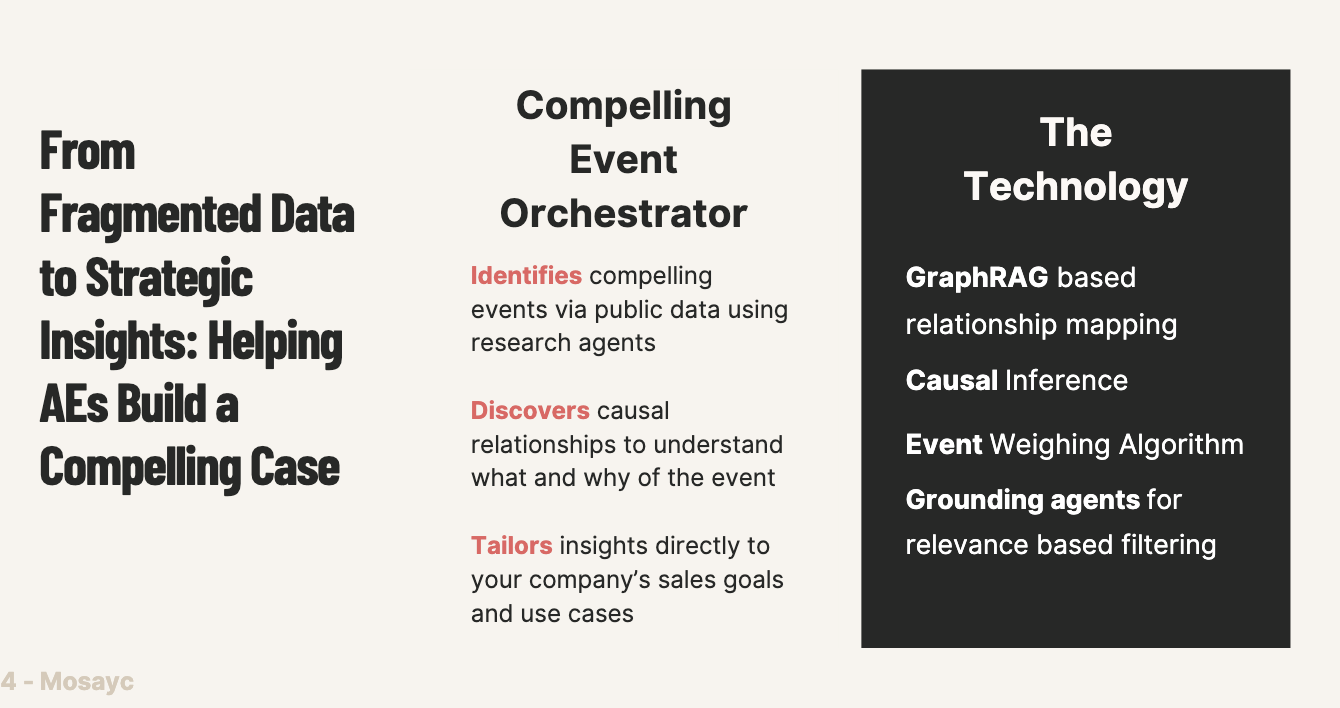 From
Fragmented Data
to Strategic
Insights: Helping
AEs Build a
Compelling Case
Compelling
Event
Orchestrator
Identifies compelling
events via public data using
research agents
Discovers causal
relationships to understand
what and why of the event
Tailors insights directly to
your company’s sales goals
and use cases
The
Technology
GraphRAG based
relationship mapping
Causal Inference
Event Weighing Algorithm
Grounding agents for
relevance based filtering
4 - Mosayc